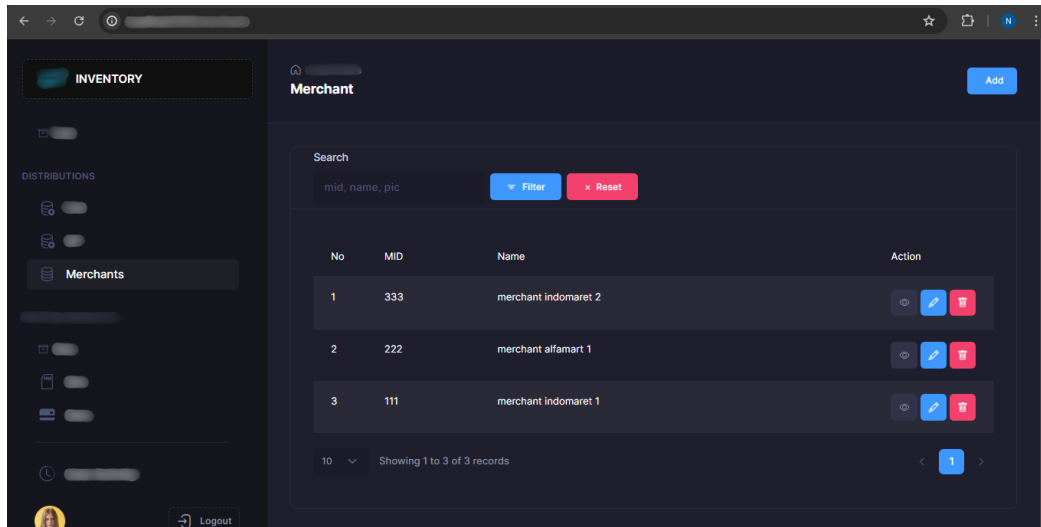 N
INVENTORY
Merchant
Add
DISTRIBUTIONS
Merchants
Search
mid, name, pic
Filter
× Reset
No MID Name Action
1 333 merchant indomaret 2
2 222 merchant alfamart 1
3 111 merchant indomaret 1
10 Showing 1 to 3 of 3 records
< 1 >
Logout